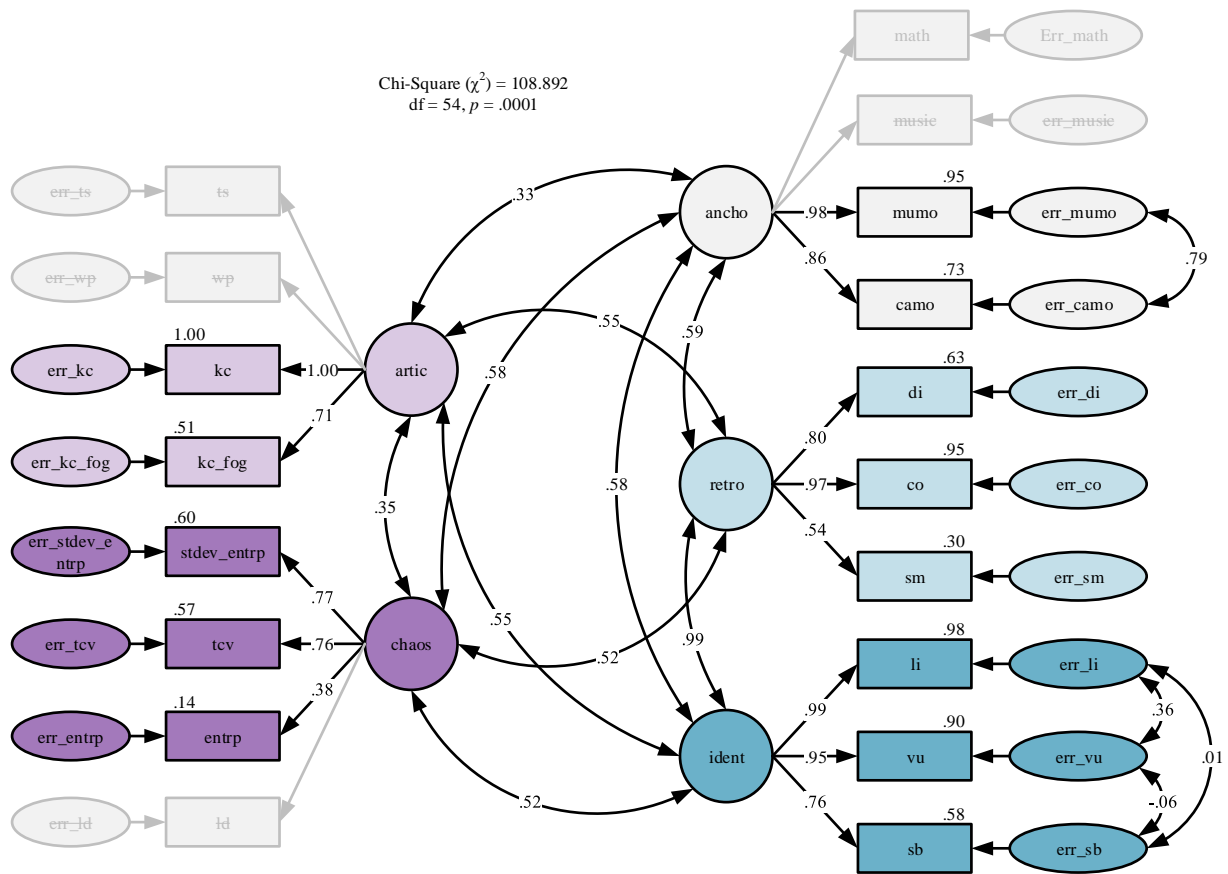 math
Err_math
Chi-Square (χ2) = 108.892
df = 54, p = .0001
music
err_music
err_ts
ts
.33
.95
ancho
.98
mumo
err_mumo
.86
.79
err_wp
wp
.73
camo
err_camo
1.00
.55
.59
err_kc
kc
1.00
artic
.58
.63
di
err_di
.71
.80
.51
err_kc_fog
kc_fog
.95
.58
retro
.97
co
err_co
.35
.60
.54
err_stdev_e
ntrp
stdev_entrp
.30
sm
err_sm
.77
.57
.55
.99
.98
err_tcv
tcv
.76
chaos
.52
li
err_li
.38
.14
.99
.36
err_entrp
entrp
.90
ident
.95
vu
err_vu
.01
.52
.76
-.06
.58
err_ld
ld
sb
err_sb